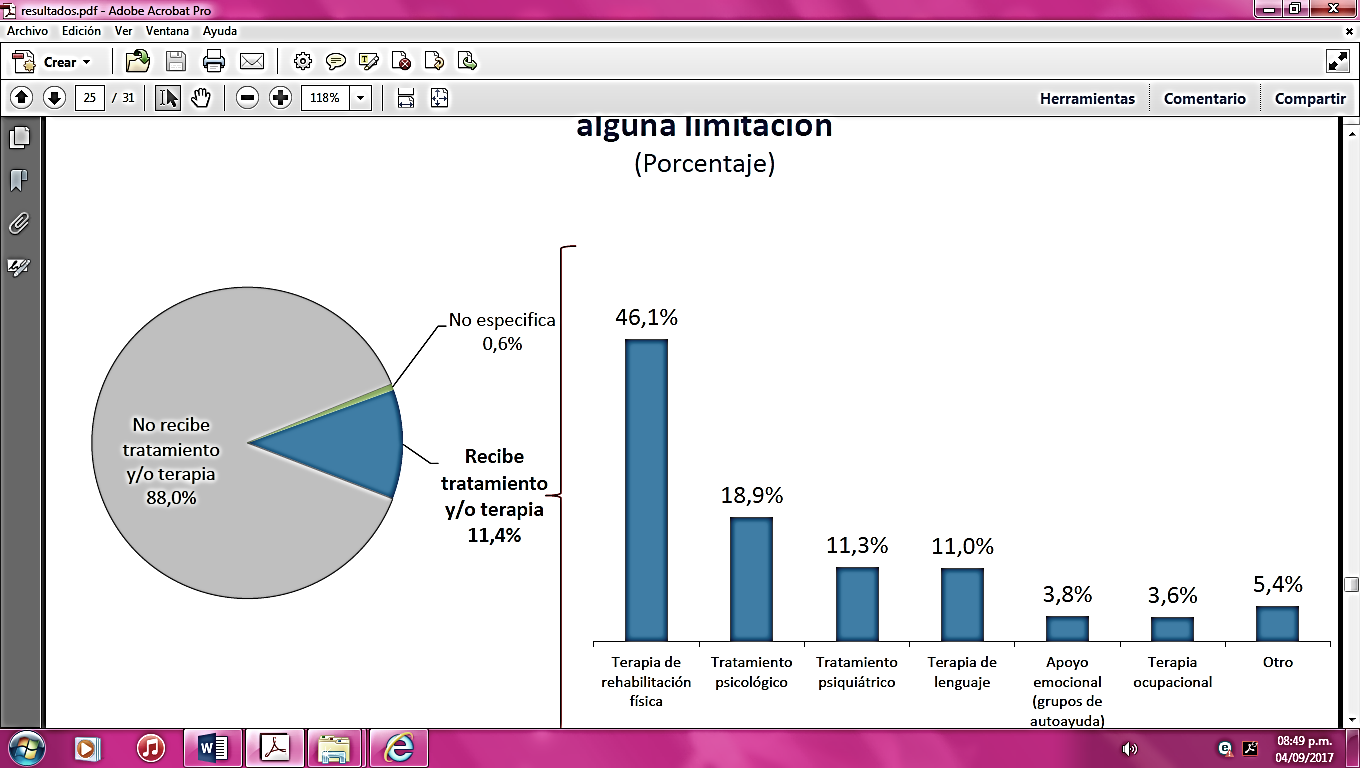 resultados.pdf - Adobe Acrobat Pro
Archivo Edición Ver Ventana Ayuda
Crear
25 / 31 118% Herramientas Comentario Compartir
alguna limitación
(Porcentaje)
No especifica
0,6%
No recibe
tratamiento
y/o terapia
88,0%
Recibe
tratamiento
y/o terapia
11,4%
46,1%
18,9%
11,3%
11,0%
3,8%
3,6%
5,4%
Terapia de
rehabilitación
física
Tratamiento
psicológico
Tratamiento
psiquiátrico
Terapia de
lenguaje
Apoyo
emocional
(grupos de
autoayuda)
Terapia
ocupacional
Otro
08:49 p.m.
04/09/2017